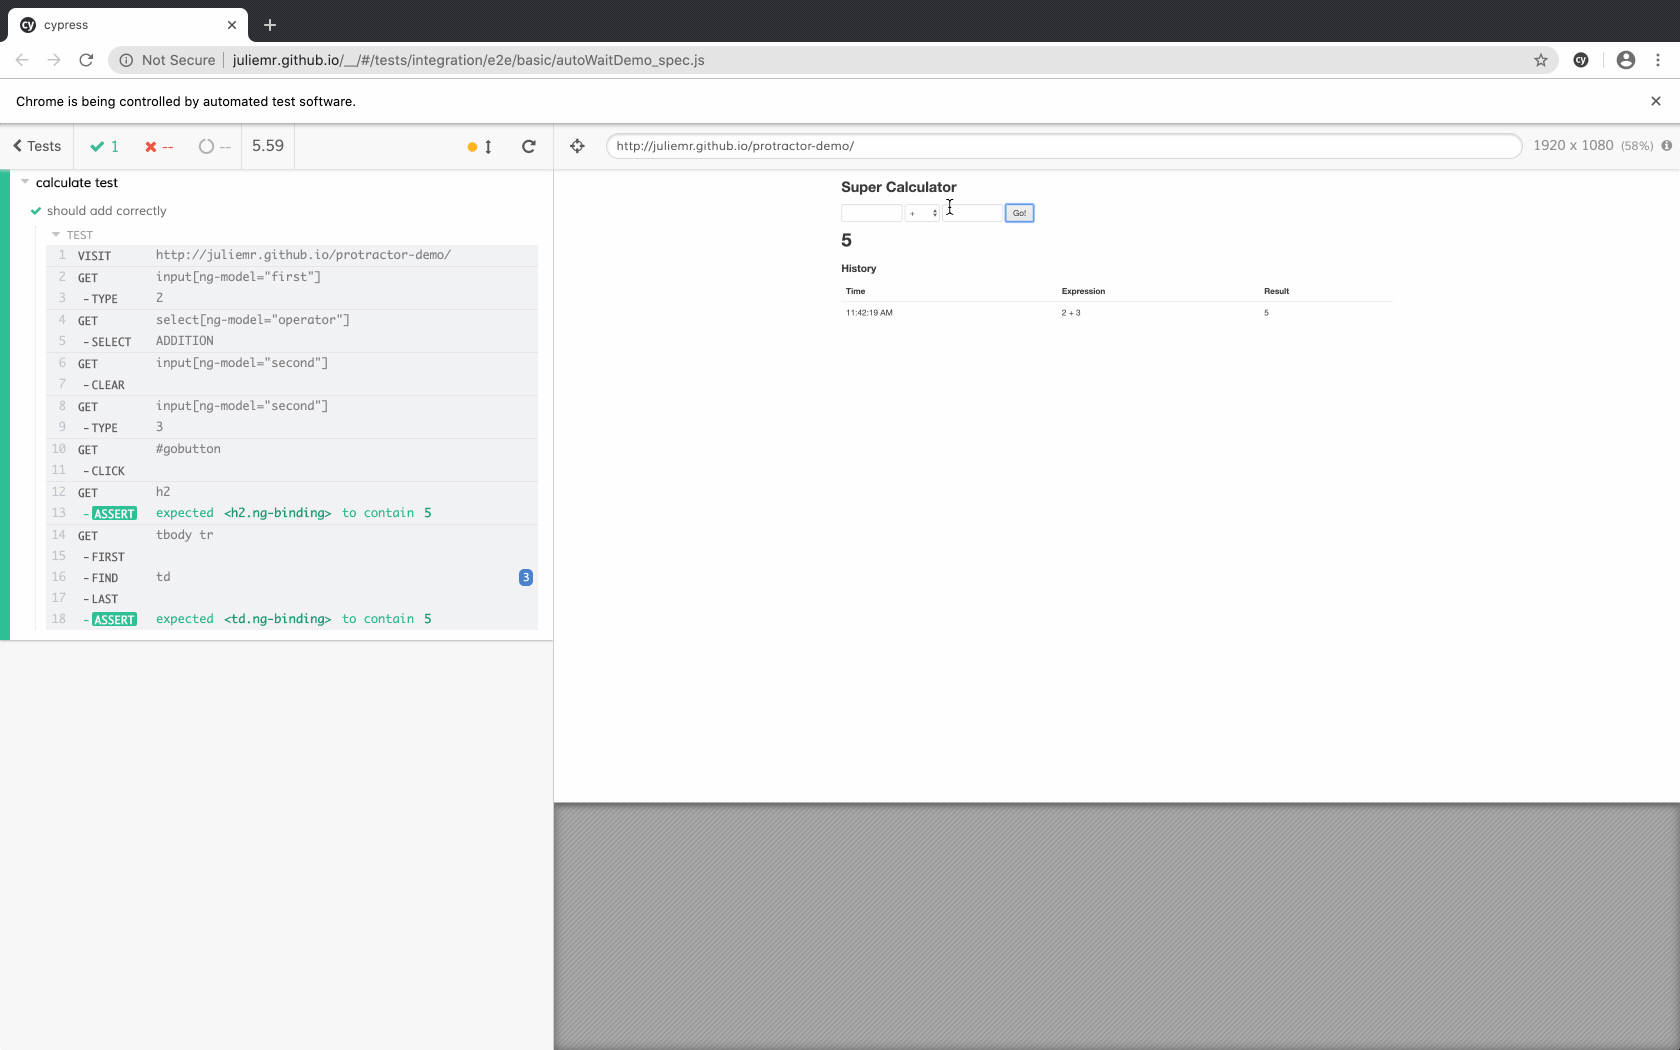 cypress
Not Secure juliemr.github.io/__/#/tests/integration/e2e/basic/autoWaitDemo_spec.js
Chrome is being controlled by automated test software.
Tests 1 -- -- 5.59
http://juliemr.github.io/protractor-demo/ 1920 x 1080 (58%)
calculate test
should add correctly
TEST
1 VISIT http://juliemr.github.io/protractor-demo/
2 GET input[ng-model="first"]
3 -TYPE 2
4 GET select[ng-model="operator"]
5 -SELECT ADDITION
6 GET input[ng-model="second"]
7 -CLEAR
8 GET input[ng-model="second"]
9 -TYPE 3
10 GET #gobutton
11 -CLICK
12 GET h2
13 -ASSERT expected <h2.ng-binding> to contain 5
14 GET tbody tr
15 -FIRST
16 -FIND td 3
17 -LAST
18 -ASSERT expected <td.ng-binding> to contain 5
Super Calculator
+ Go!
5
History
Time Expression Result
11:42:19 AM 2 + 3 5